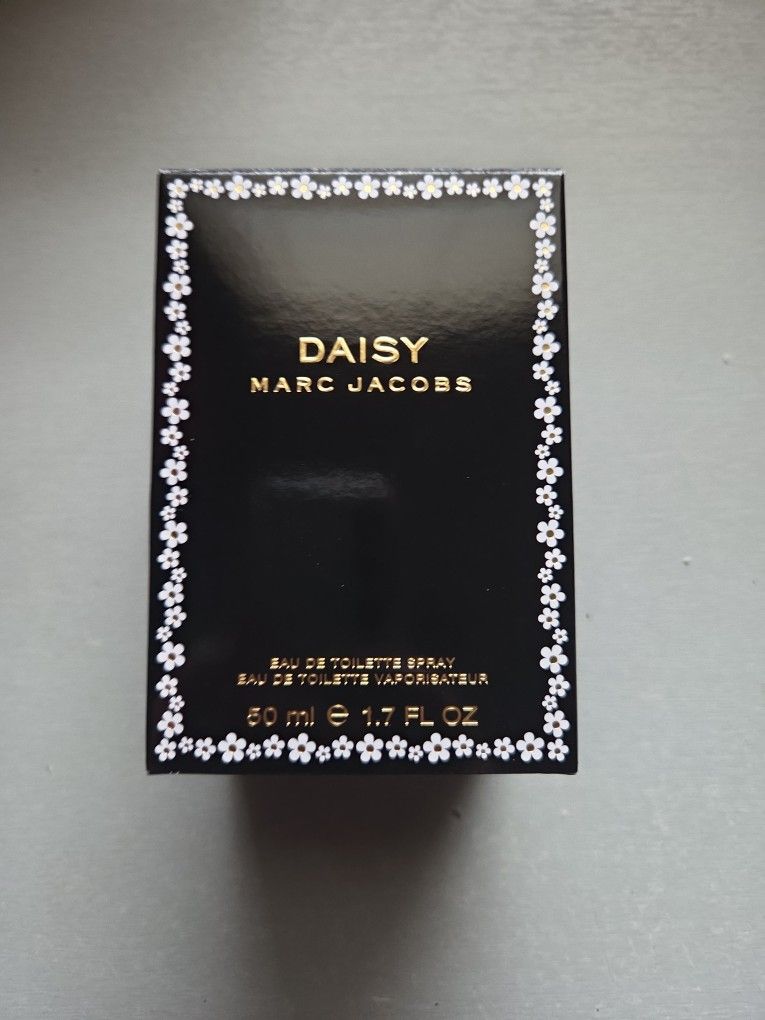 DAISY
MARC JACOBS
EAU DE TOILETTE SPRAY
EAU DE TOILETTE VAPORISATEUR
50 ml ℮ 1.7 FL OZ